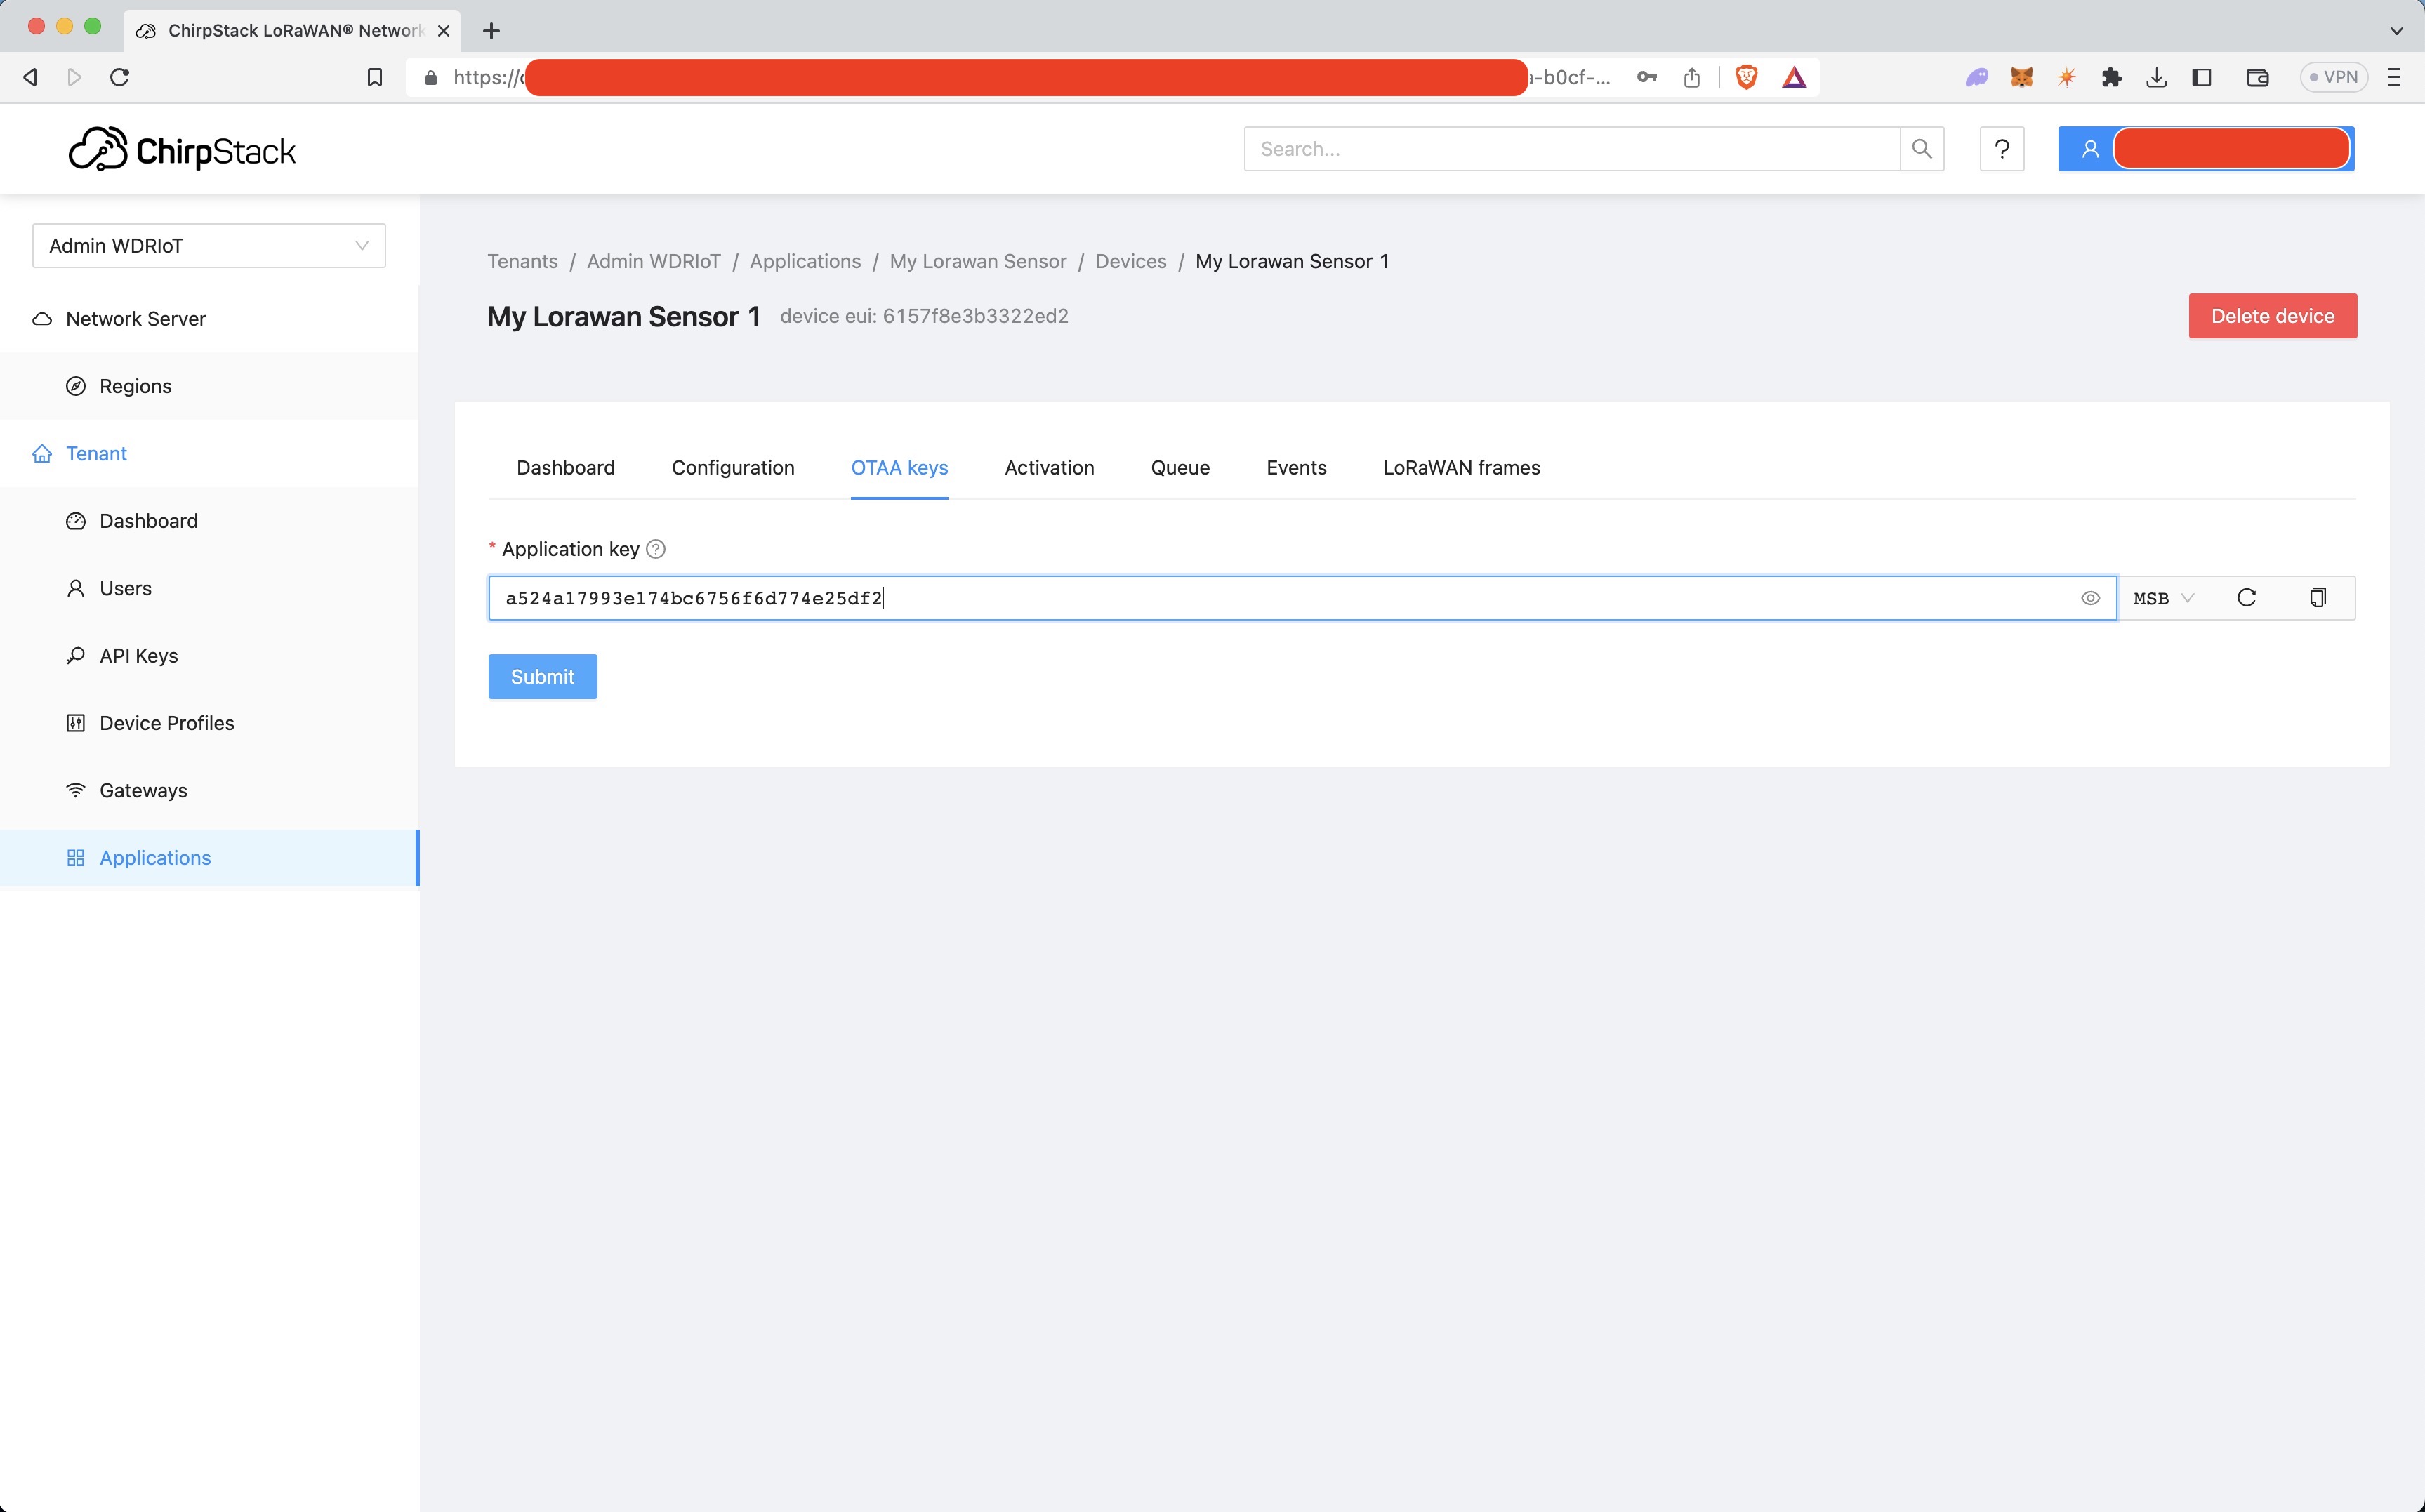 ChirpStack LoRaWAN® Network
https://
-b0cf-...
VPN
ChirpStack
Search...
?
Admin WDRIoT
Network Server
Regions
Tenant
Dashboard
Users
API Keys
Device Profiles
Gateways
Applications
Tenants / Admin WDRIoT / Applications / My Lorawan Sensor / Devices / My Lorawan Sensor 1
My Lorawan Sensor 1 device eui: 6157f8e3b3322ed2
Delete device
Dashboard Configuration OTAA keys Activation Queue Events LoRaWAN frames
* Application key ?
a524a17993e174bc6756f6d774e25df2 MSB
Submit